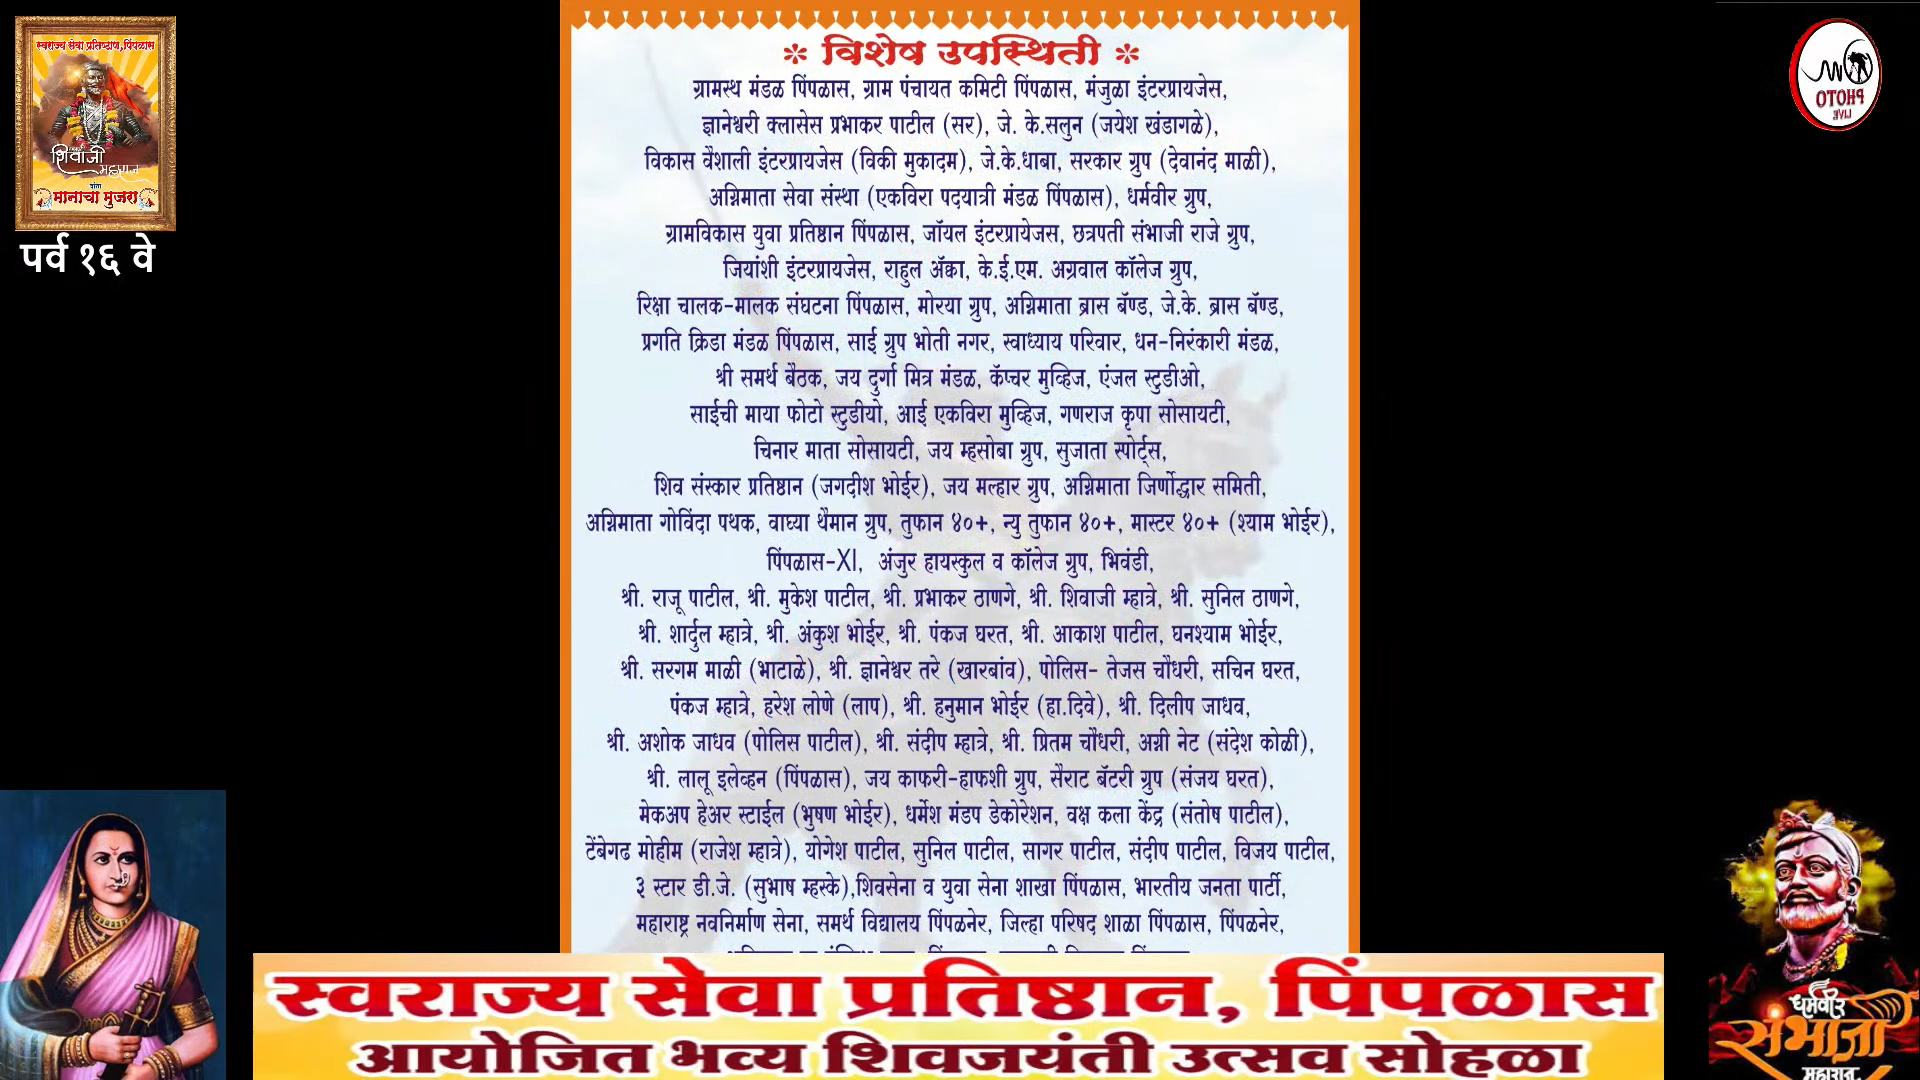 स्वराज्य सेवा प्रतिष्ठाण, पिंपळास
शिवाजी
महाराज
यांना
मानाचा मुजरा
पर्व १६ वे
PHOTO
LIVE
* विशेष उपस्थिती *
ग्रामस्थ मंडळ पिंपळास, ग्राम पंचायत कमिटी पिंपळास, मंजुळा इंटरप्रायजेस,
ज्ञानेश्वरी क्लासेस प्रभाकर पाटील (सर), जे. के.सलुन (जयेश खंडागळे),
विकास वैशाली इंटरप्रायजेस (विकी मुकादम), जे.के.धाबा, सरकार ग्रुप (देवानंद माळी),
अग्निमाता सेवा संस्था (एकविरा पदयात्री मंडळ पिंपळास), धर्मवीर ग्रुप,
ग्रामविकास युवा प्रतिष्ठान पिंपळास, जॉयल इंटरप्रायेजस, छत्रपती संभाजी राजे ग्रुप,
जियांशी इंटरप्रायजेस, राहुल ॲक्वा, के.ई.एम. अग्रवाल कॉलेज ग्रुप,
रिक्षा चालक-मालक संघटना पिंपळास, मोरया ग्रुप, अग्निमाता ब्रास बॅण्ड, जे.के. ब्रास बॅण्ड,
प्रगति क्रिडा मंडळ पिंपळास, साई ग्रुप भोती नगर, स्वाध्याय परिवार, धन-निरंकारी मंडळ,
श्री समर्थ बैठक, जय दुर्गा मित्र मंडळ, कॅप्चर मुव्हिज, एंजल स्टुडीओ,
साईची माया फोटो स्टुडीयो, आई एकविरा मुव्हिज, गणराज कृपा सोसायटी,
चिनार माता सोसायटी, जय म्हसोबा ग्रुप, सुजाता स्पोर्ट्स,
शिव संस्कार प्रतिष्ठान (जगदीश भोईर), जय मल्हार ग्रुप, अग्निमाता जिर्णोद्धार समिती,
अग्निमाता गोविंदा पथक, वाघ्या थैमान ग्रुप, तुफान ४०+, न्यु तुफान ४०+, मास्टर ४०+ (श्याम भोईर),
पिंपळास-XI, अंजुर हायस्कुल व कॉलेज ग्रुप, भिवंडी,
श्री. राजू पाटील, श्री. मुकेश पाटील, श्री. प्रभाकर ठाणगे, श्री. शिवाजी म्हात्रे, श्री. सुनिल ठाणगे,
श्री. शार्दुल म्हात्रे, श्री. अंकुश भोईर, श्री. पंकज घरत, श्री. आकाश पाटील, घनश्याम भोईर,
श्री. सरगम माळी (भाटाळे), श्री. ज्ञानेश्वर तरे (खारबांव), पोलिस- तेजस चौधरी, सचिन घरत,
पंकज म्हात्रे, हरेश लोणे (लाप), श्री. हनुमान भोईर (हा.दिवे), श्री. दिलीप जाधव,
श्री. अशोक जाधव (पोलिस पाटील), श्री. संदीप म्हात्रे, श्री. प्रितम चौधरी, अग्नी नेट (संदेश कोळी),
श्री. लालू इलेव्हन (पिंपळास), जय काफरी-हाफशी ग्रुप, सैराट बॅटरी ग्रुप (संजय घरत),
मेकअप हेअर स्टाईल (भुषण भोईर), धर्मेश मंडप डेकोरेशन, वक्ष कला केंद्र (संतोष पाटील),
टेंबेगढ मोहीम (राजेश म्हात्रे), योगेश पाटील, सुनिल पाटील, सागर पाटील, संदीप पाटील, विजय पाटील,
३ स्टार डी.जे. (सुभाष म्हस्के),शिवसेना व युवा सेना शाखा पिंपळास, भारतीय जनता पार्टी,
महाराष्ट्र नवनिर्माण सेना, समर्थ विद्यालय पिंपळनेर, जिल्हा परिषद शाळा पिंपळास, पिंपळनेर,
स्वराज्य सेवा प्रतिष्ठान, पिंपळास
आयोजित भव्य शिवजयंती उत्सव सोहळा
धर्मवीर
संभाजी
महाराज